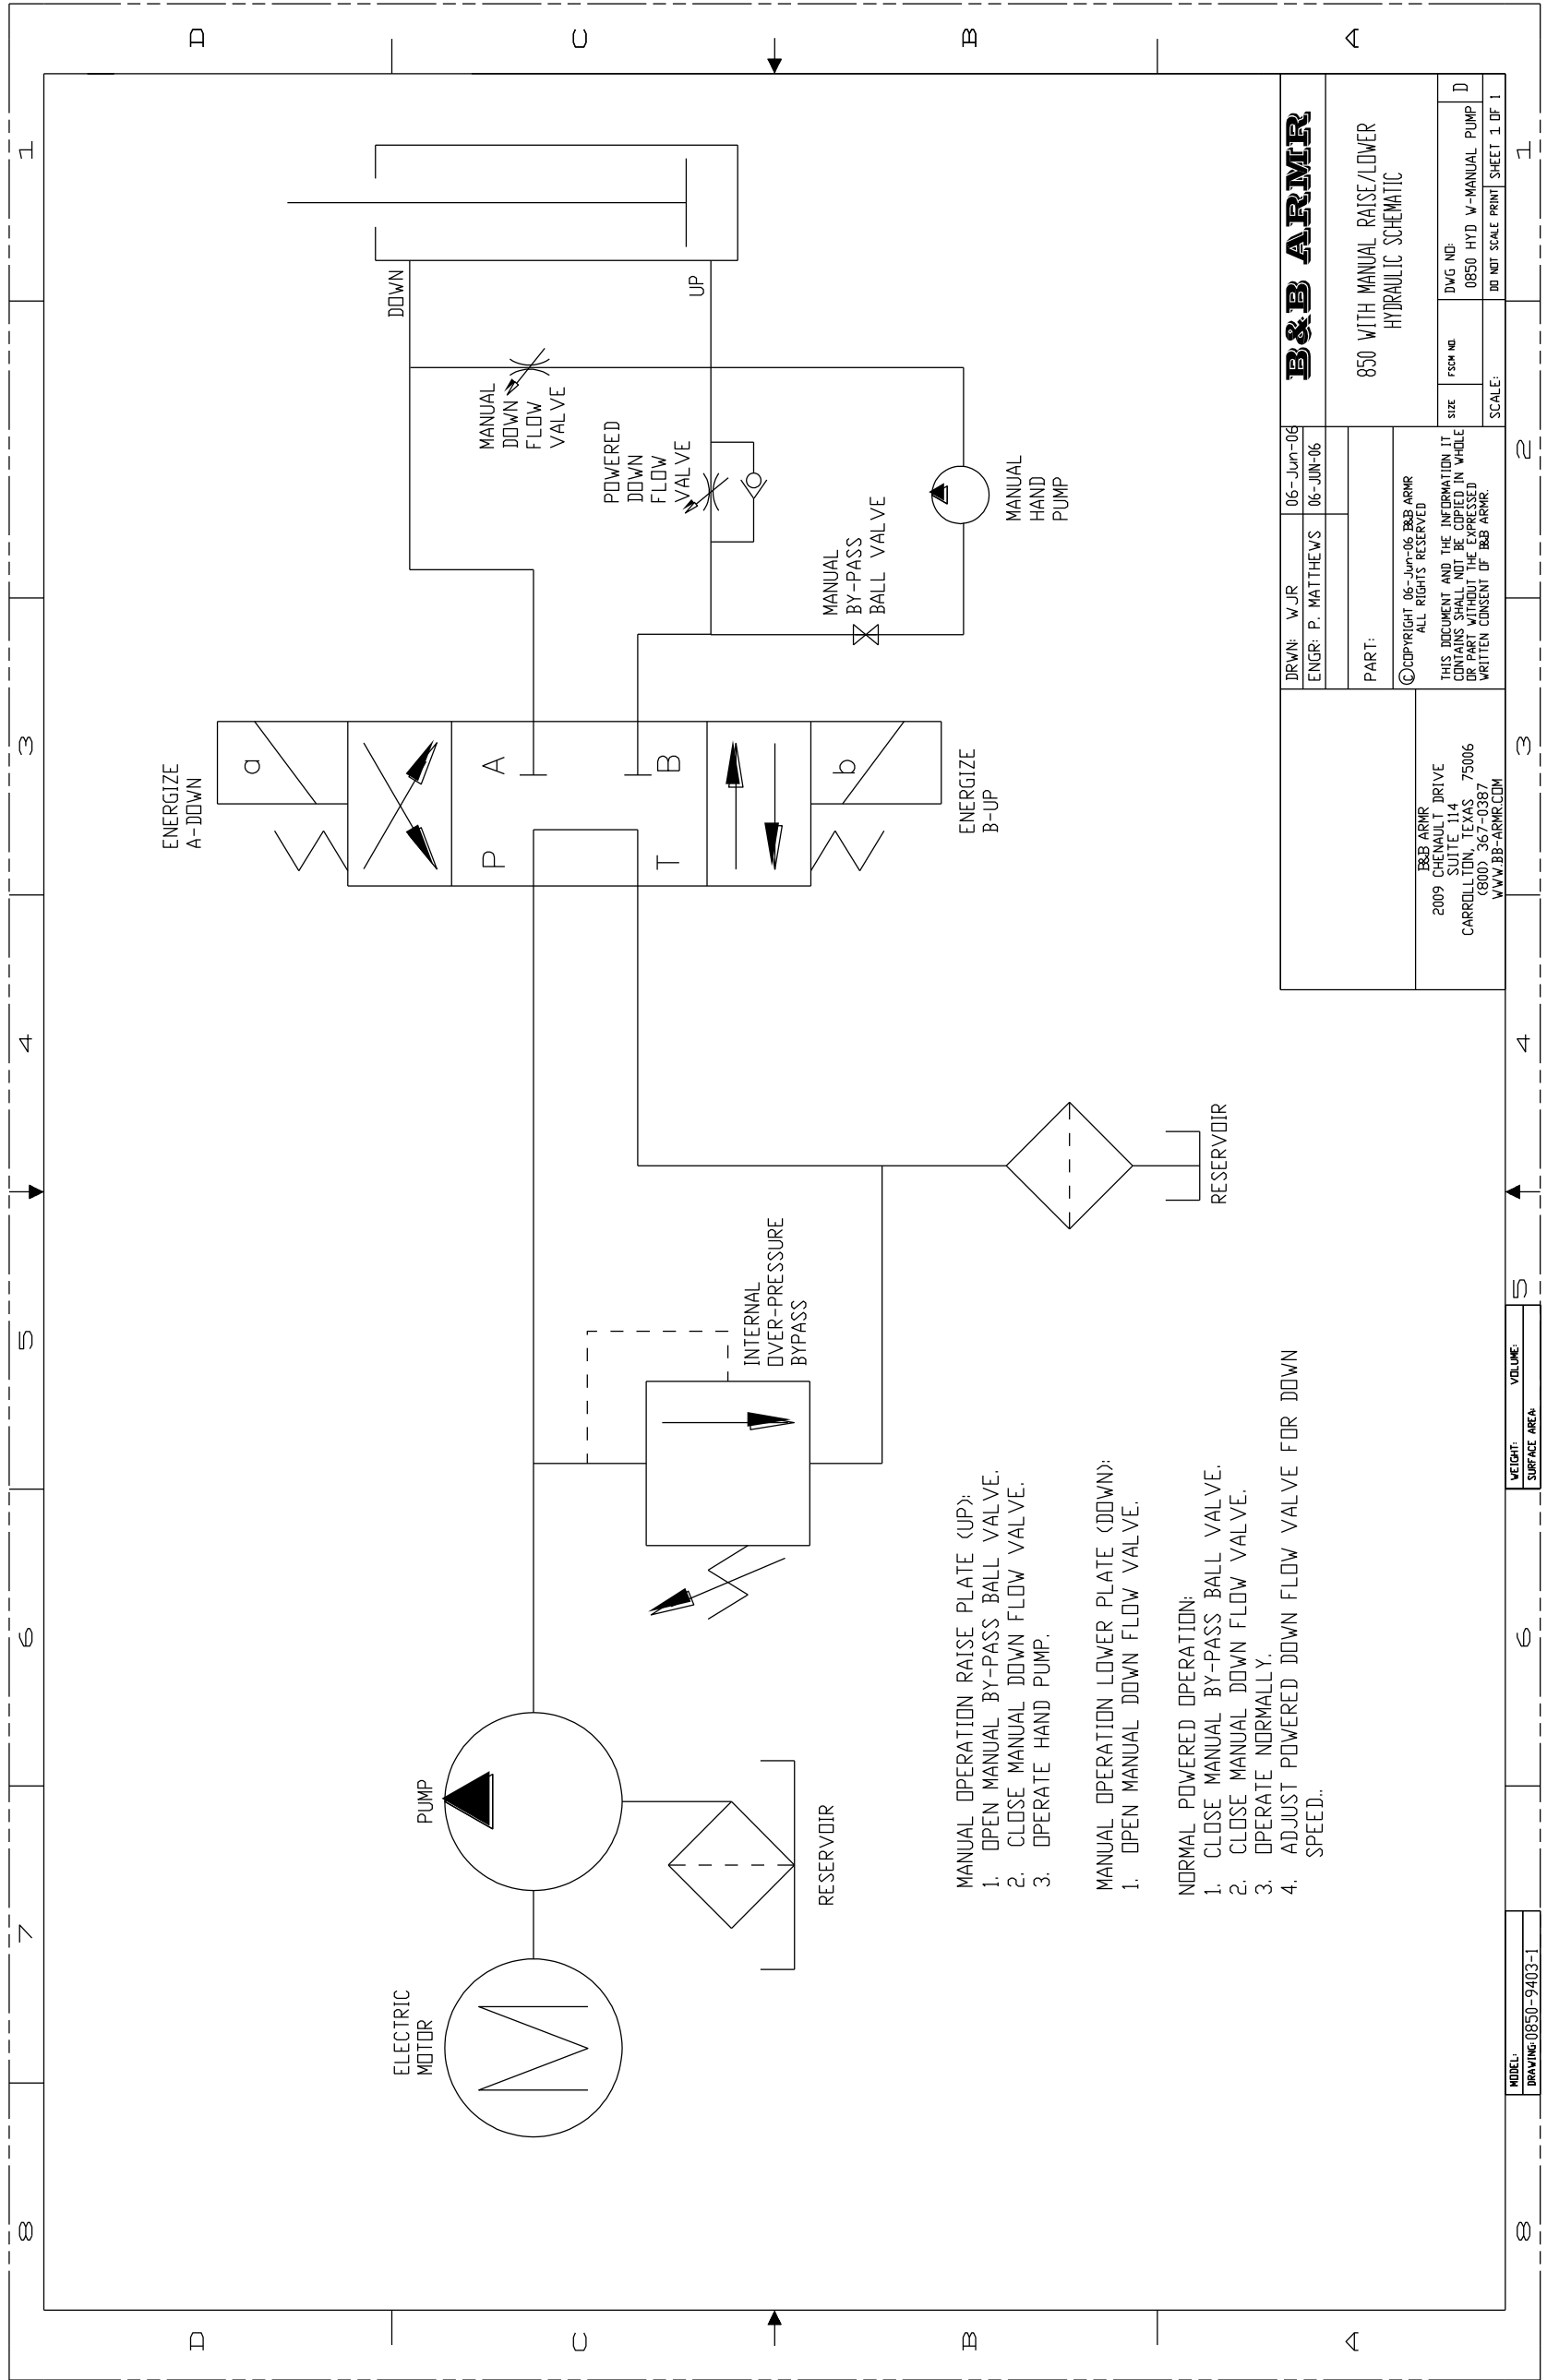 D
C
B
A
1
2
3
4
5
6
7
8
ELECTRIC
MOTOR
PUMP
RESERVOIR
INTERNAL
OVER-PRESSURE
BYPASS
RESERVOIR
ENERGIZE
A-DOWN
a
P
A
T
B
b
ENERGIZE
B-UP
DOWN
UP
MANUAL
DOWN
FLOW
VALVE
POWERED
DOWN
FLOW
VALVE
MANUAL
BY-PASS
BALL VALVE
MANUAL
HAND
PUMP
M
MANUAL OPERATION RAISE PLATE (UP):
1. OPEN MANUAL BY-PASS BALL VALVE.
2. CLOSE MANUAL DOWN FLOW VALVE.
3. OPERATE HAND PUMP.
MANUAL OPERATION LOWER PLATE (DOWN):
1. OPEN MANUAL DOWN FLOW VALVE.
NORMAL POWERED OPERATION:
1. CLOSE MANUAL BY-PASS BALL VALVE.
2. CLOSE MANUAL DOWN FLOW VALVE.
3. OPERATE NORMALLY.
4. ADJUST POWERED DOWN FLOW VALVE FOR DOWN
SPEED..
B&B ARMR
2009 CHENAULT DRIVE
SUITE 114
CARROLLTON, TEXAS 75006
(800) 367-0387
WWW.BB-ARMR.COM
DRWN: WJR 06-Jun-06
ENGR: P. MATTHEWS 06-JUN-06
PART:
©COPYRIGHT 06-Jun-06 B&B ARMR
ALL RIGHTS RESERVED
THIS DOCUMENT AND THE INFORMATION IT
CONTAINS SHALL NOT BE COPIED IN WHOLE
OR PART WITHOUT THE EXPRESSED
WRITTEN CONSENT OF B&B ARMR.
B&B ARMR
850 WITH MANUAL RAISE/LOWER
HYDRAULIC SCHEMATIC
SIZE
FSCM NO.
DWG NO:
0850 HYD W-MANUAL PUMP
D
SCALE:
DO NOT SCALE PRINT
SHEET 1 OF 1
MODEL:
DRAWING:0850-9403-1
WEIGHT: VOLUME:
SURFACE AREA:
8
7
6
5
4
3
2
1
D
C
B
A